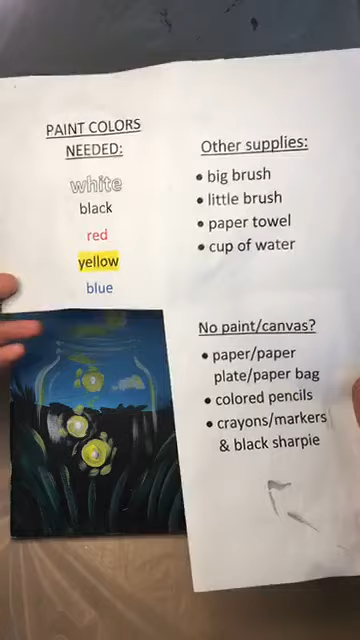 PAINT COLORS
NEEDED:
white
black
red
yellow
blue
Other supplies:
• big brush
• little brush
• paper towel
• cup of water
No paint/canvas?
• paper/paper
plate/paper bag
• colored pencils
• crayons/markers
& black sharpie